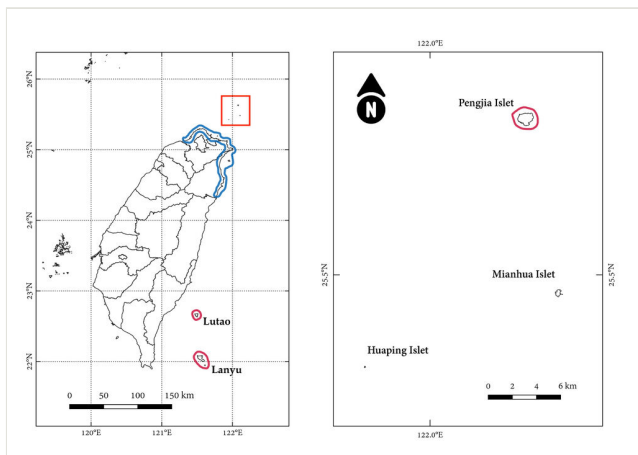 122.0°E
26°N
25°N
24°N
23°N
22°N
Lutao
Lanyu
0 50 100 150 km
120°E 121°E 122°E
N
Pengjia Islet
Mianhua Islet
25.5°N 25.5°N
Huaping Islet
0 2 4 6 km
122.0°E